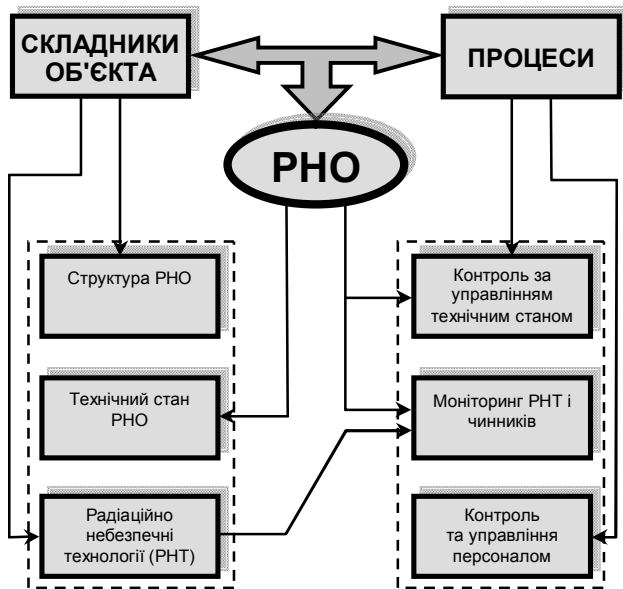 СКЛАДНИКИ
ОБ'ЄКТА
ПРОЦЕСИ
РНО
Структура РНО
Контроль за
управлінням
технічним станом
Технічний стан
РНО
Моніторинг РНТ і
чинників
Радіаційно
небезпечні
технології (РНТ)
Контроль
та управління
персоналом